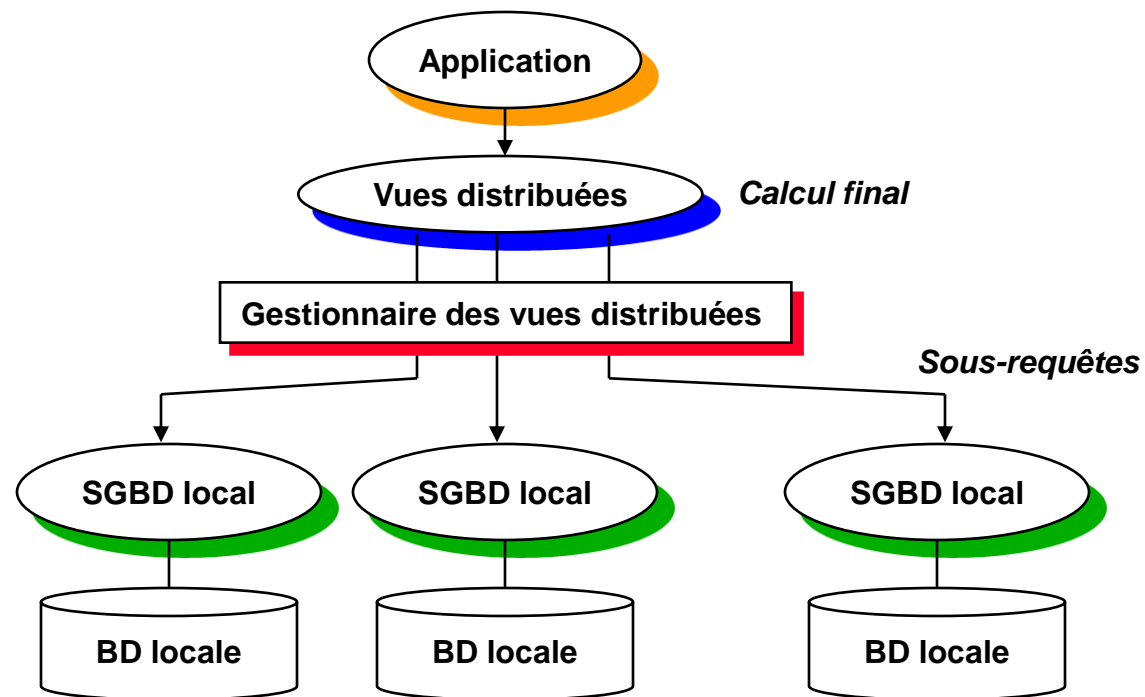 Application
Vues distribuées
Calcul final
Gestionnaire des vues distribuées
Sous-requêtes
SGBD local
SGBD local
SGBD local
BD locale
BD locale
BD locale